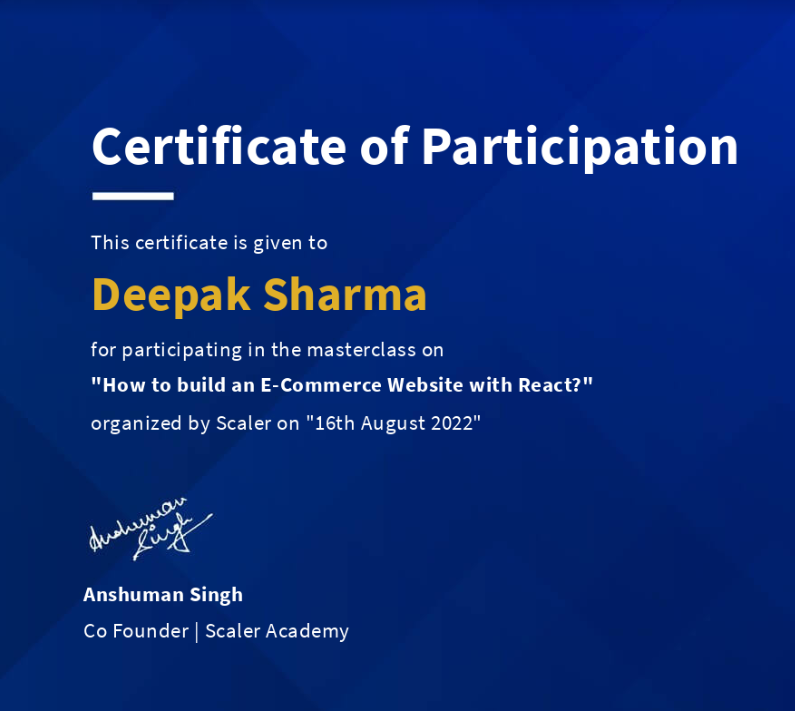 Certificate of Participation
This certificate is given to
Deepak Sharma
for participating in the masterclass on
"How to build an E-Commerce Website with React?"
organized by Scaler on "16th August 2022"
Anshuman
Singh
Anshuman Singh
Co Founder | Scaler Academy